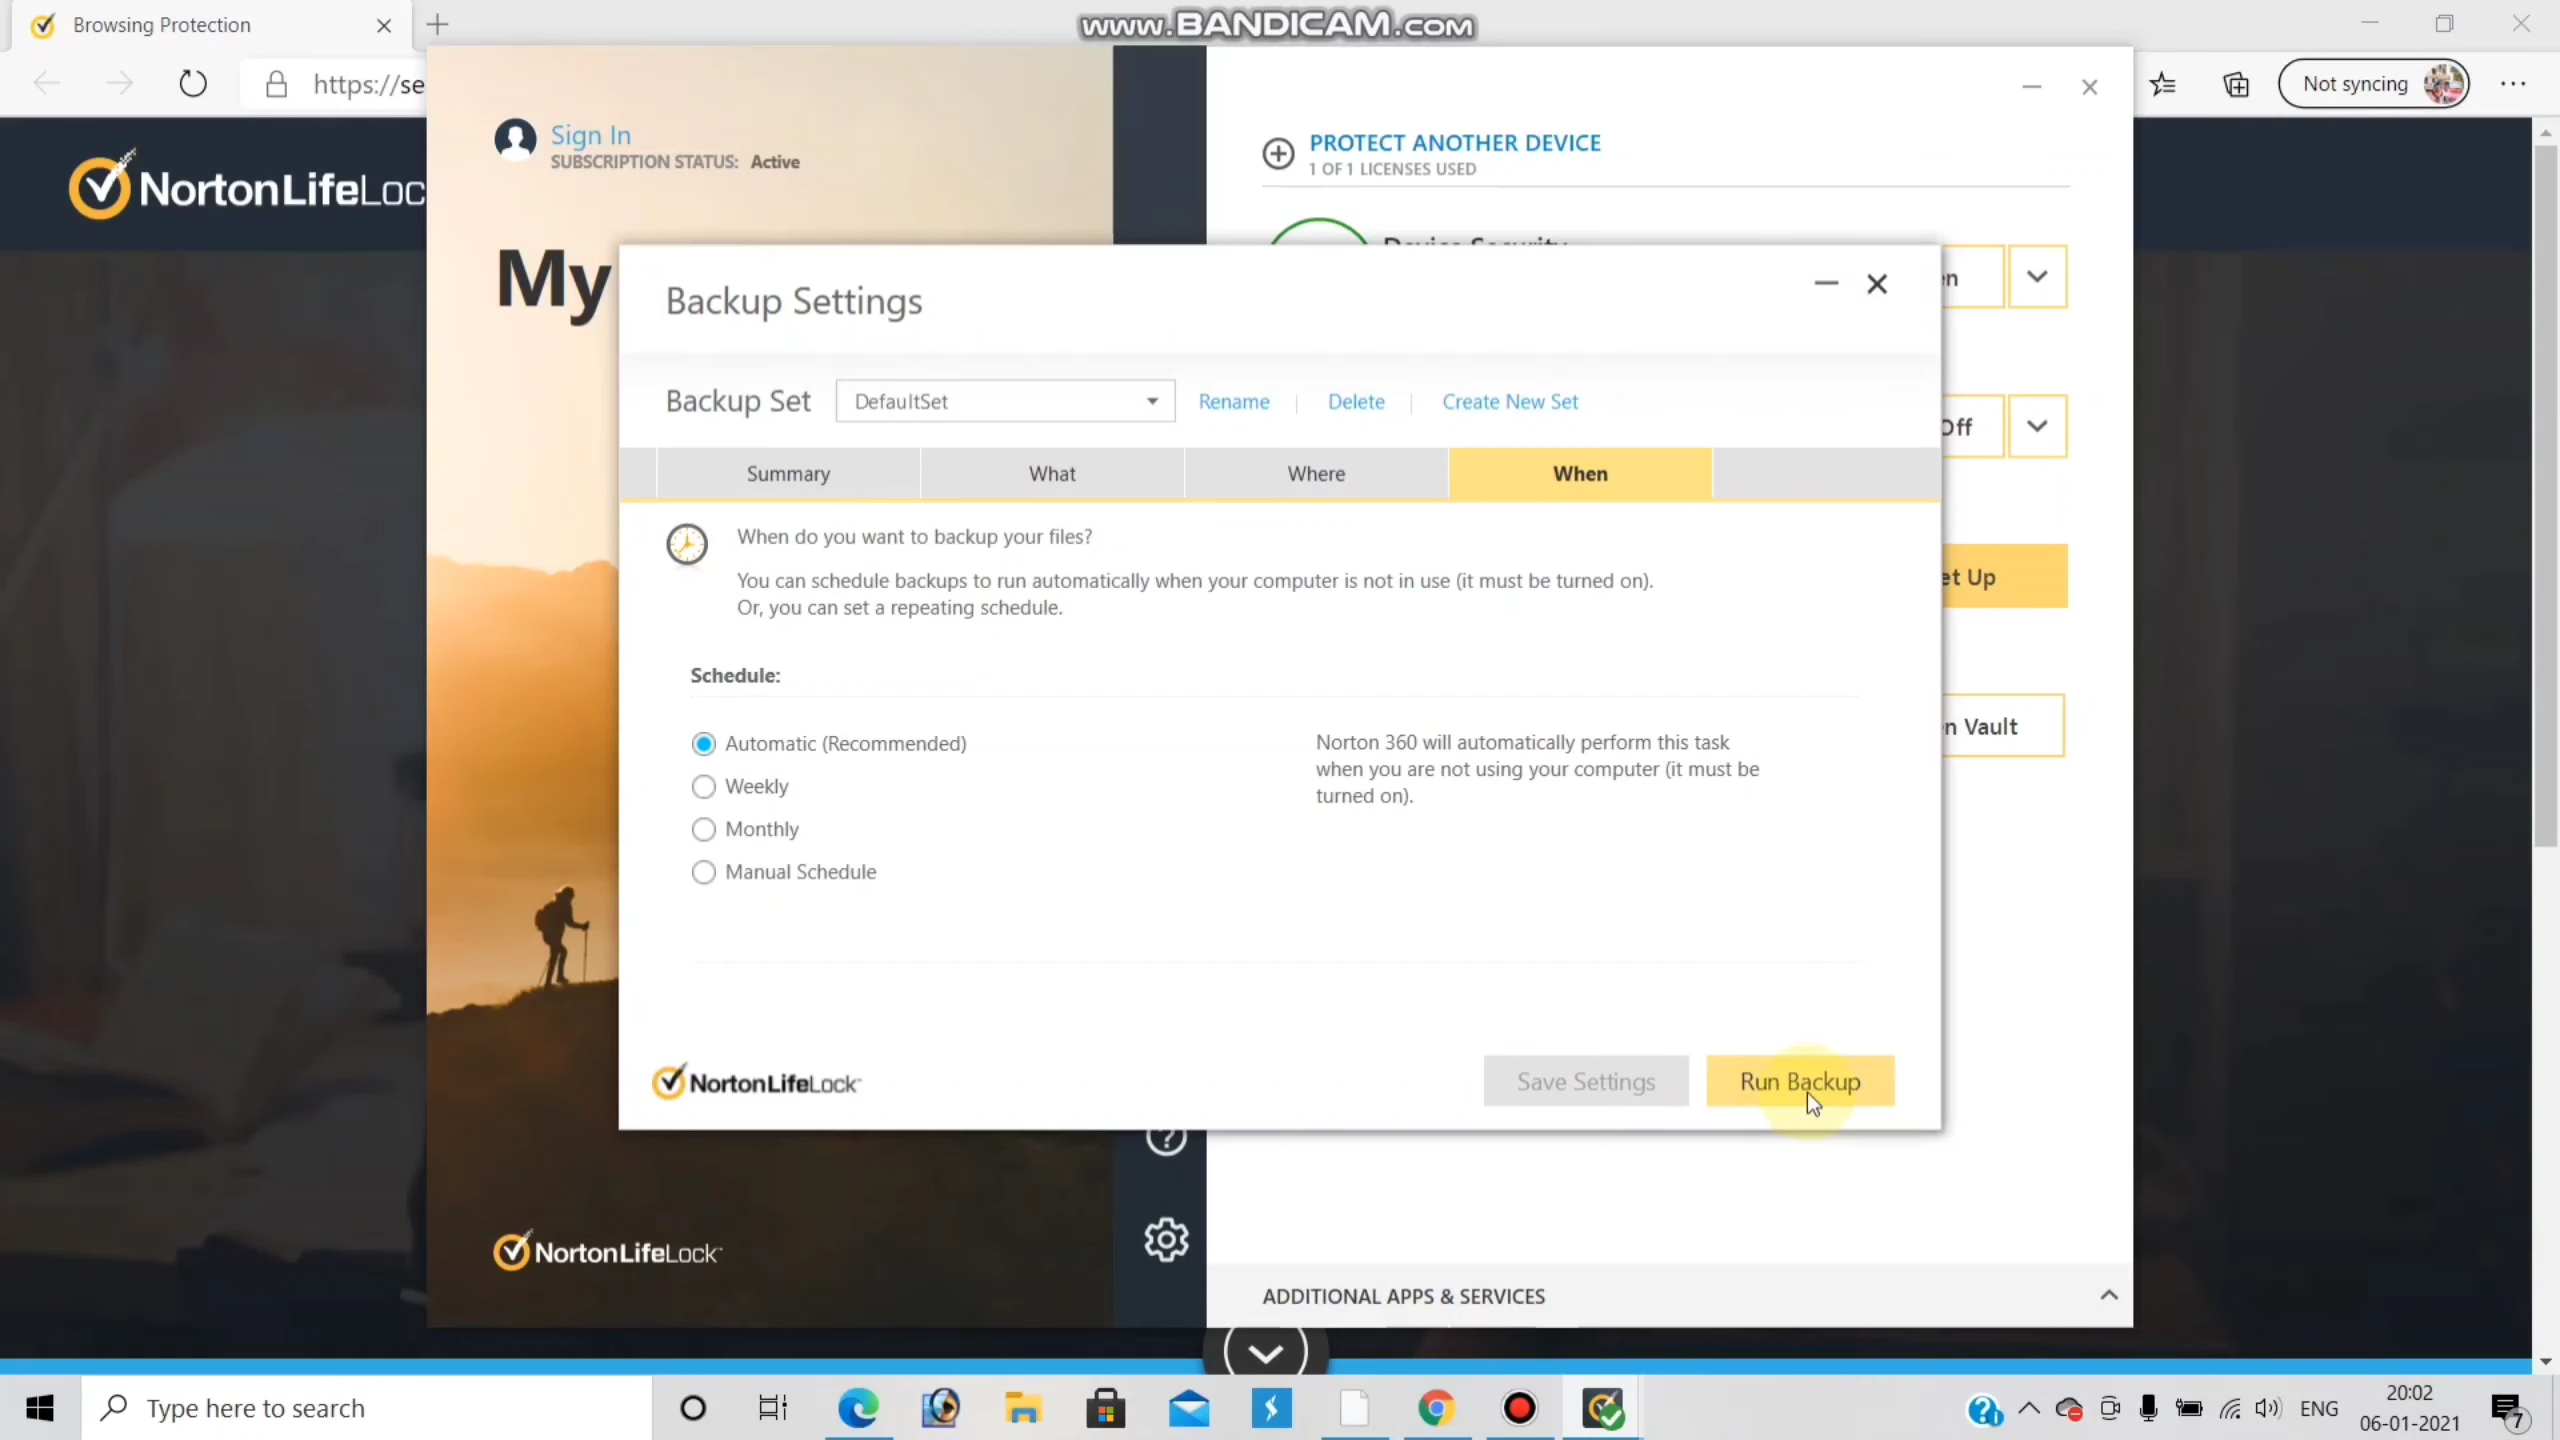 Browsing Protection
www.BANDICAM.com
https://se
Not syncing
NortonLifeLoc
Sign In
SUBSCRIPTION STATUS: Active
PROTECT ANOTHER DEVICE
1 OF 1 LICENSES USED
My
Device Security
en
Off
et Up
n Vault
Backup Settings
Backup Set
DefaultSet
Rename
Delete
Create New Set
Summary
What
Where
When
When do you want to backup your files?
You can schedule backups to run automatically when your computer is not in use (it must be turned on).
Or, you can set a repeating schedule.
Schedule:
Automatic (Recommended)
Weekly
Monthly
Manual Schedule
Norton 360 will automatically perform this task
when you are not using your computer (it must be
turned on).
NortonLifeLock
Save Settings
Run Backup
NortonLifeLock
ADDITIONAL APPS & SERVICES
Type here to search
ENG
20:02
06-01-2021
7